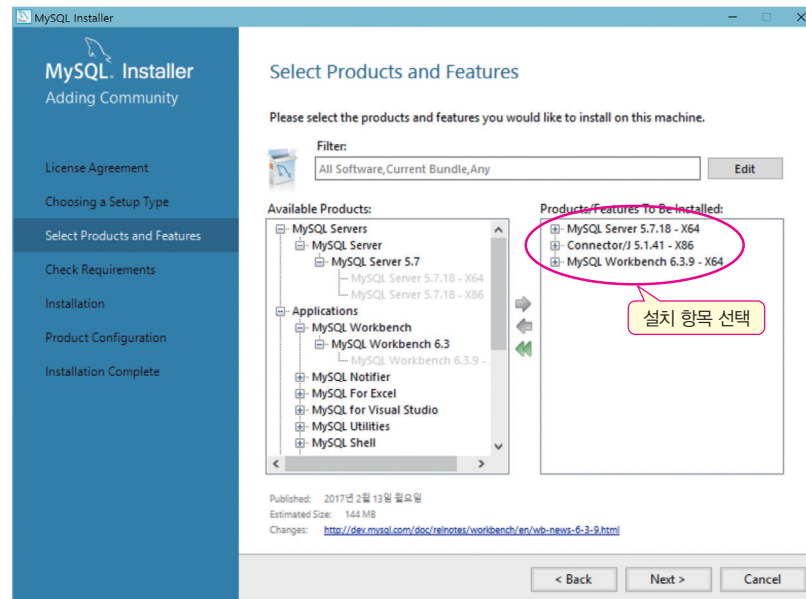 MySQL Installer
MySQL. Installer
Adding Community
License Agreement
Choosing a Setup Type
Select Products and Features
Check Requirements
Installation
Product Configuration
Installation Complete
Select Products and Features
Please select the products and features you would like to install on this machine.
Filter:
All Software,Current Bundle,Any
Edit
Available Products:
MySQL Servers
MySQL Server
MySQL Server 5.7
MySQL Server 5.7.18 - X64
MySQL Server 5.7.18 - X86
Applications
MySQL Workbench
MySQL Workbench 6.3
MySQL Workbench 6.3.9 -
MySQL Notifier
MySQL For Excel
MySQL for Visual Studio
MySQL Utilities
MySQL Shell
Products/Features To Be Installed:
MySQL Server 5.7.18 - X64
Connector/J 5.1.41 - X86
MySQL Workbench 6.3.9 - X64
설치 항목 선택
Published: 2017년 2월 13일 월요일
Estimated Size: 144 MB
Changes: http://dev.mysql.com/doc/relnotes/workbench/en/wb-news-6-3-9.html
< Back
Next >
Cancel